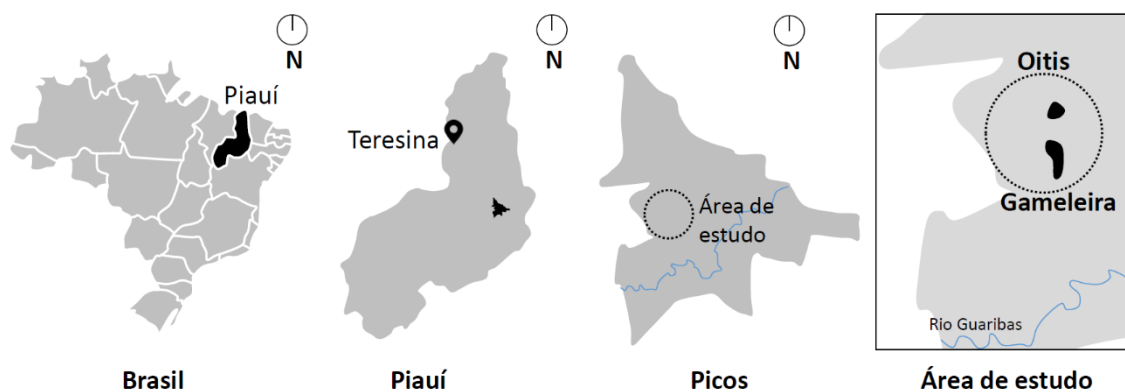 N
N
N
Piauí
Teresina
Área de
estudo
Oitis
Gameleira
Rio Guaribas
Brasil
Piauí
Picos
Área de estudo